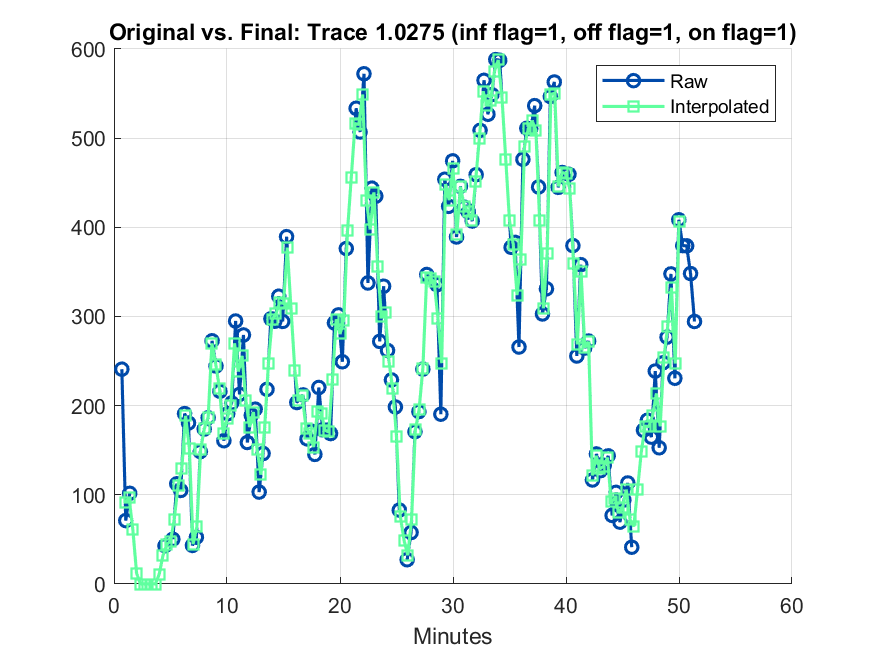 Original vs. Final: Trace 1.0275 (inf flag=1, off flag=1, on flag=1)
600
500
400
300
200
100
0
Raw
Interpolated
0 10 20 30 40 50 60
Minutes